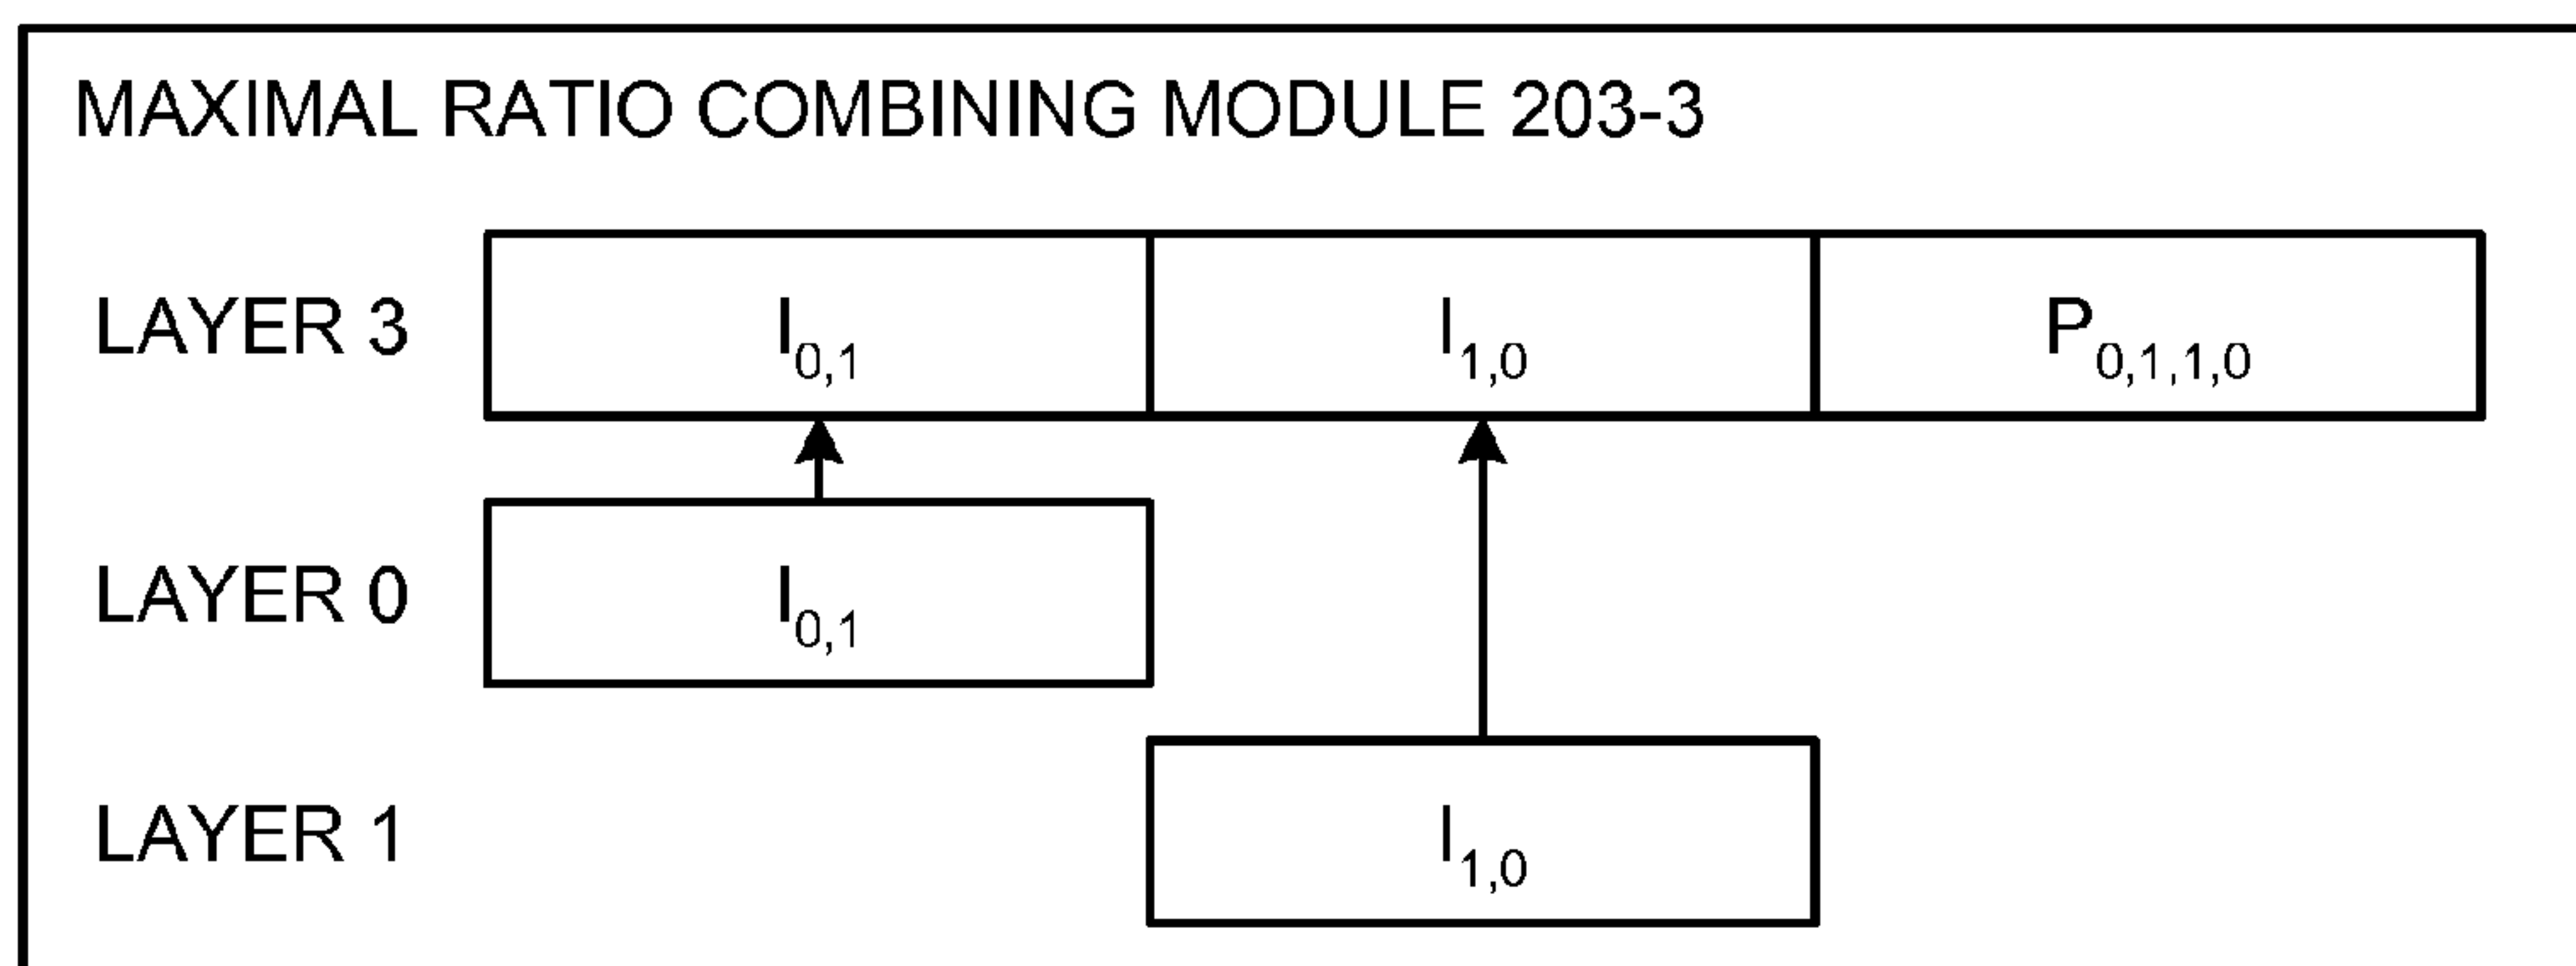 MAXIMAL RATIO COMBINING MODULE 203-3
LAYER 3 I0,1 I1,0 P0,1,1,0
LAYER 0 I0,1
LAYER 1 I1,0